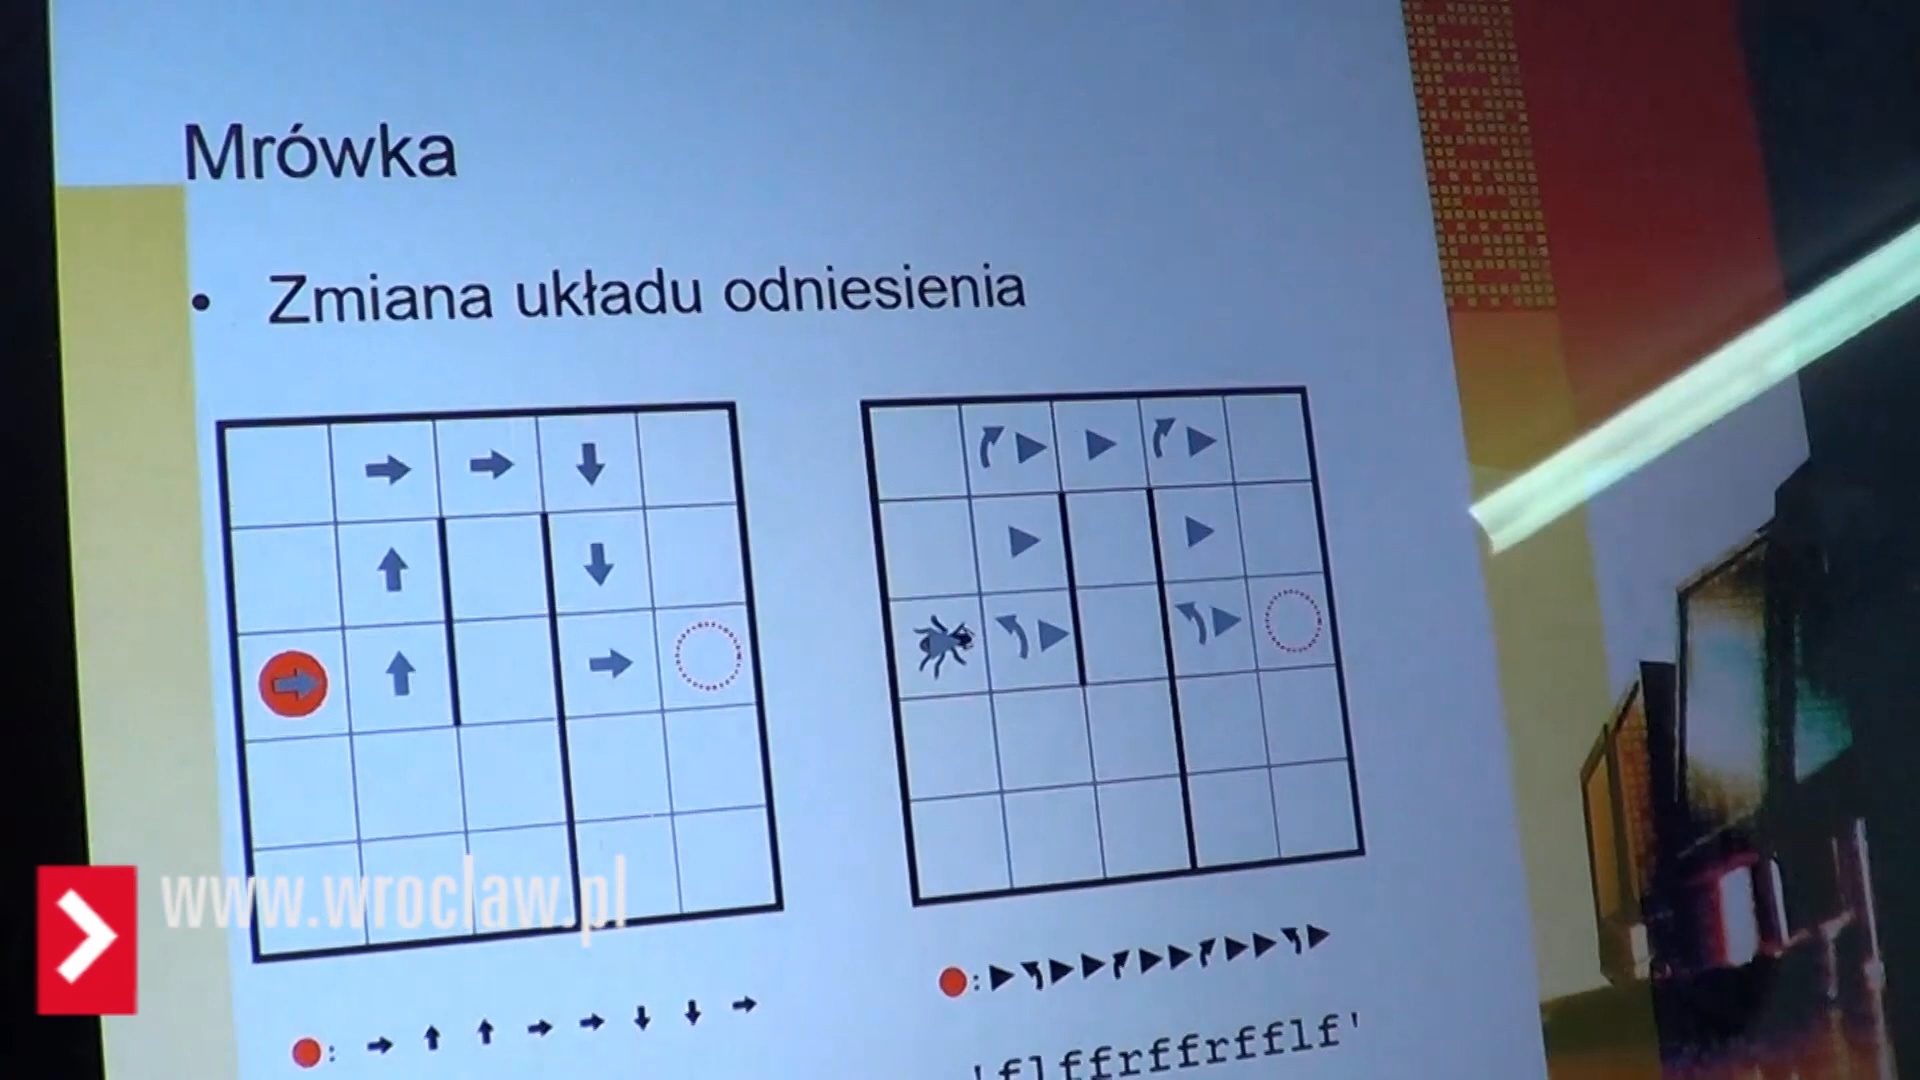 Mrówka
• Zmiana układu odniesienia
www.wroclaw.pl
'flffrffrfflf'